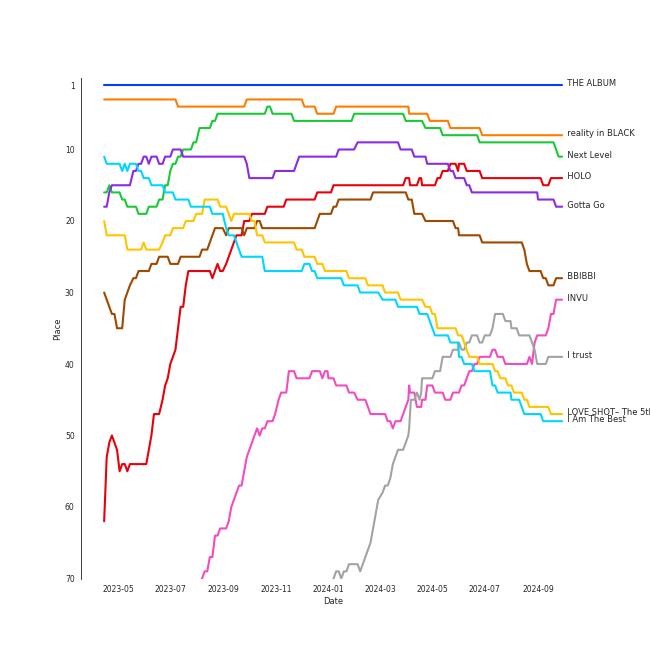 1
10
20
30
40
50
60
70
Place
2023-05
2023-07
2023-09
2023-11
2024-01
2024-03
2024-05
2024-07
2024-09
Date
THE ALBUM
reality in BLACK
Next Level
HOLO
Gotta Go
BBIBBI
INVU
I trust
LOVE SHOT– The 5th
I Am The Best